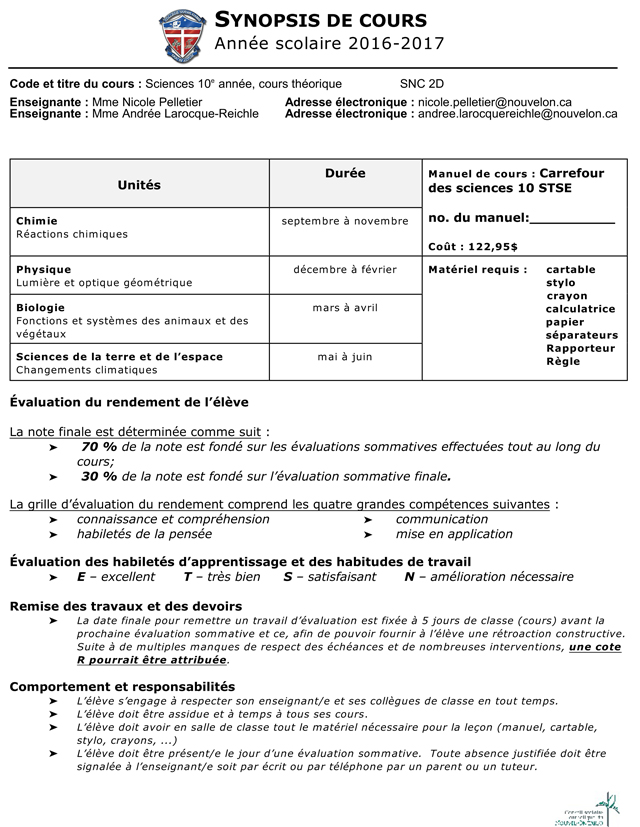 SYNOPSIS DE COURS
Année scolaire 2016-2017
Code et titre du cours : Sciences 10e année, cours théorique SNC 2D
Enseignante : Mme Nicole Pelletier Adresse électronique : nicole.pelletier@nouvelon.ca
Enseignante : Mme Andrée Larocque-Reichle Adresse électronique : andree.larocquereichle@nouvelon.ca
Unités
Durée
Manuel de cours : Carrefour
des sciences 10 STSE
no. du manuel:___________
Coût : 122,95$
Chimie
Réactions chimiques
septembre à novembre
Physique
Lumière et optique géométrique
décembre à février
Matériel requis : cartable
stylo
crayon
calculatrice
papier
séparateurs
Rapporteur
Règle
Biologie
Fonctions et systèmes des animaux et des
végétaux
mars à avril
Sciences de la terre et de l'espace
Changements climatiques
mai à juin
Évaluation du rendement de l'élève
La note finale est déterminée comme suit :
➤ 70 % de la note est fondé sur les évaluations sommatives effectuées tout au long du
cours;
➤ 30 % de la note est fondé sur l'évaluation sommative finale.
La grille d'évaluation du rendement comprend les quatre grandes compétences suivantes :
➤ connaissance et compréhension ➤ communication
➤ habiletés de la pensée ➤ mise en application
Évaluation des habiletés d'apprentissage et des habitudes de travail
➤ E – excellent T – très bien S – satisfaisant N – amélioration nécessaire
Remise des travaux et des devoirs
➤ La date finale pour remettre un travail d'évaluation est fixée à 5 jours de classe (cours) avant la
prochaine évaluation sommative et ce, afin de pouvoir fournir à l'élève une rétroaction constructive.
Suite à de multiples manques de respect des échéances et de nombreuses interventions, une cote
R pourrait être attribuée.
Comportement et responsabilités
➤ L'élève s'engage à respecter son enseignant/e et ses collègues de classe en tout temps.
➤ L'élève doit être assidue et à temps à tous ses cours.
➤ L'élève doit avoir en salle de classe tout le matériel nécessaire pour la leçon (manuel, cartable,
stylo, crayons, ...)
➤ L'élève doit être présent/e le jour d'une évaluation sommative. Toute absence justifiée doit être
signalée à l'enseignant/e soit par écrit ou par téléphone par un parent ou un tuteur.